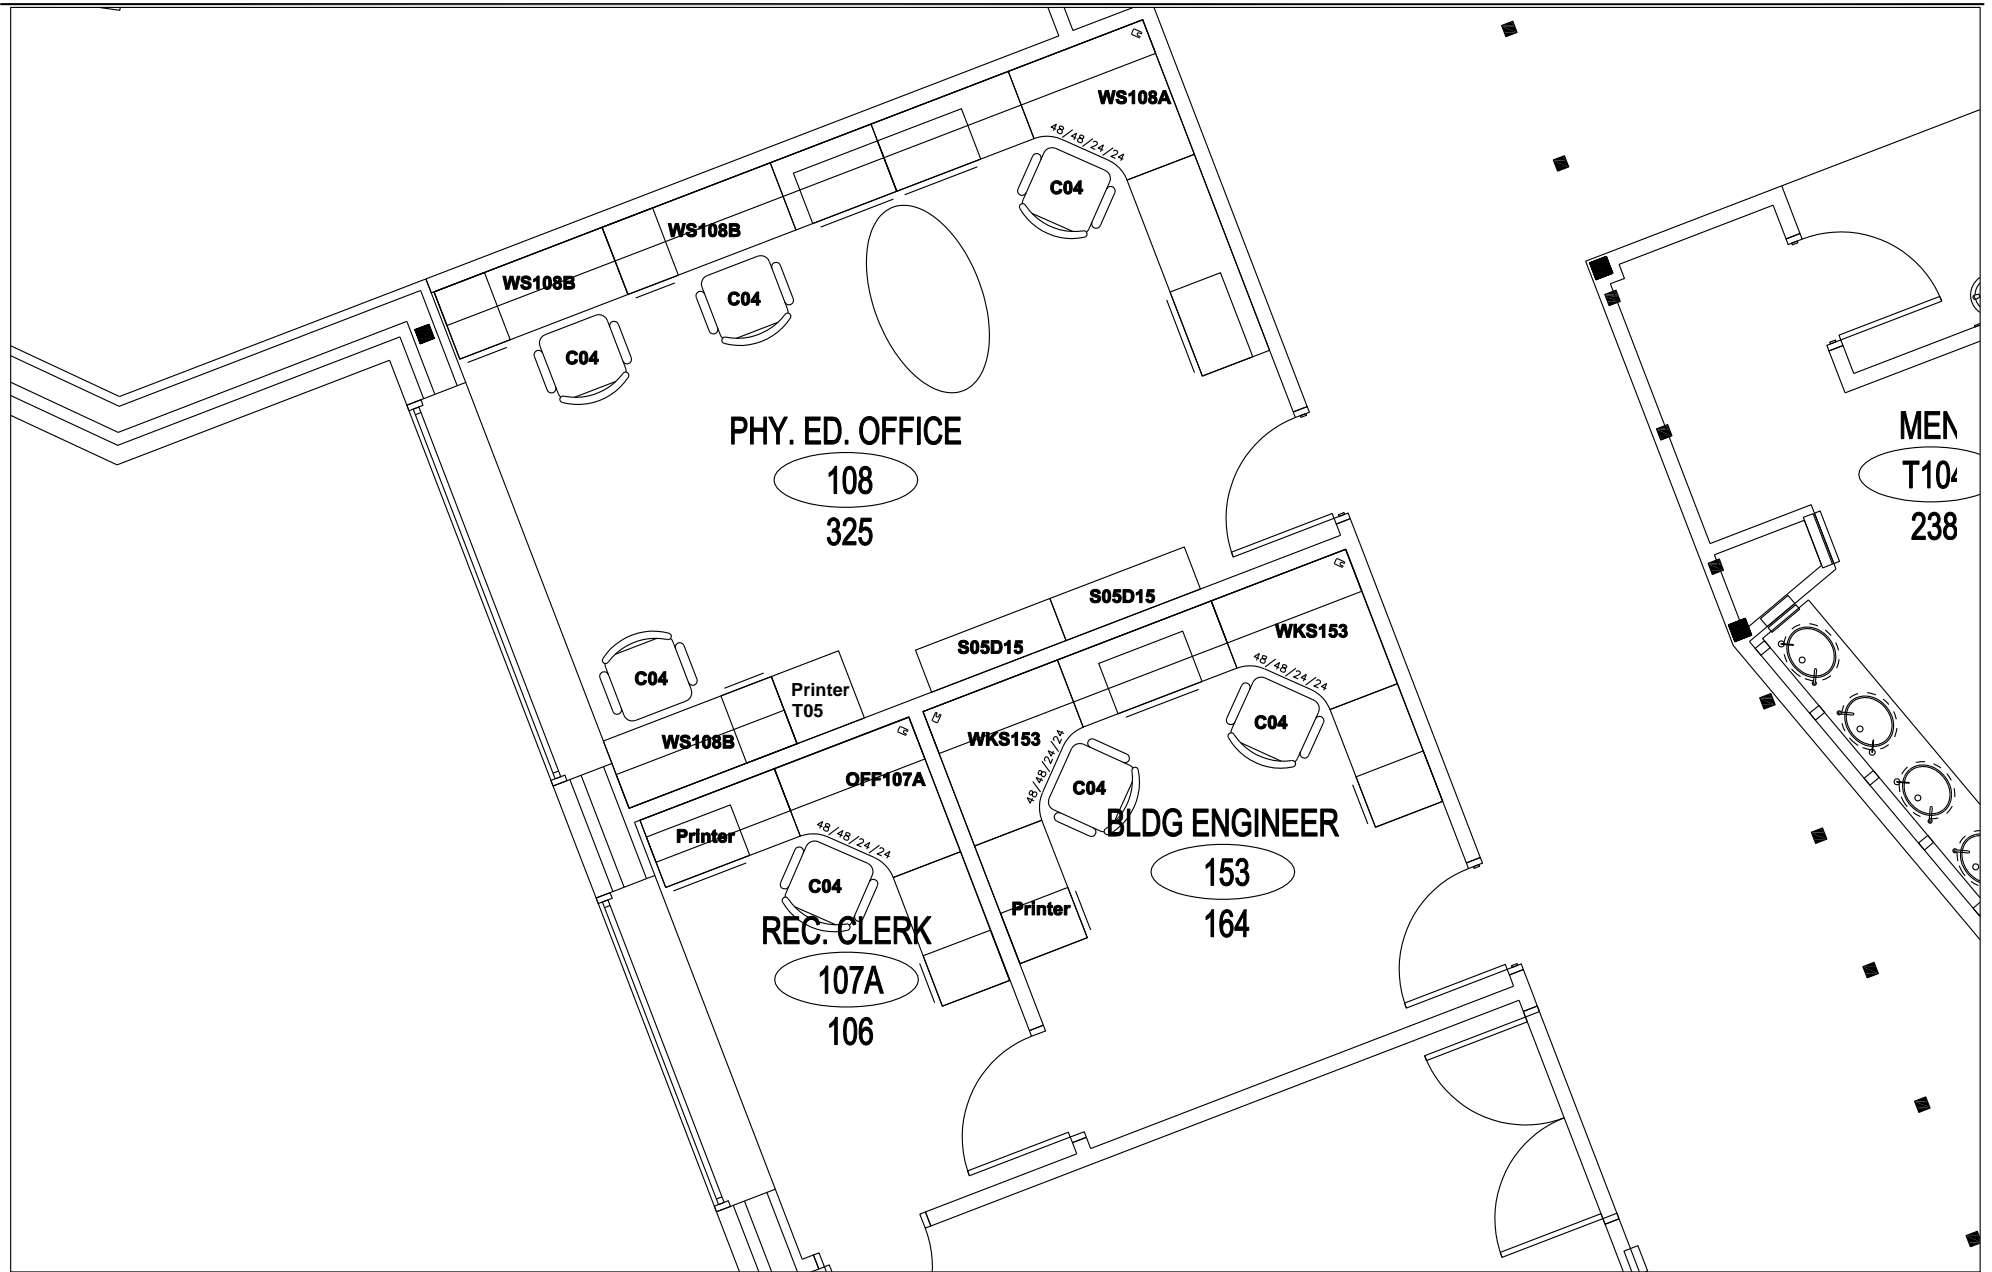 WS108A
48/48/24/24
C04
WS108B
C04
WS108B
C04
PHY. ED. OFFICE
108
325
MEN
T104
238
S05D15
S05D15
C04
Printer
T05
WS108B
WKS153
48/48/24/24
C04
WKS153
48/48/24/24
C04
OFF107A
Printer
48/48/24/24
C04
BLDG ENGINEER
153
164
Printer
REC. CLERK
107A
106